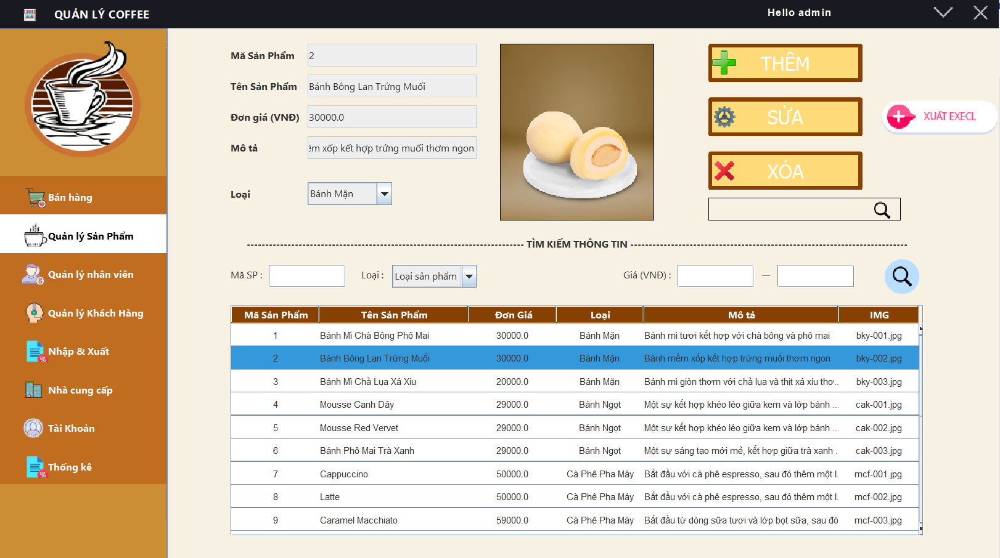 QUẢN LÝ COFFEE
Hello admin
Bán hàng
Quản lý Sản Phẩm
Quản lý nhân viên
Quản lý Khách Hàng
Nhập & Xuất
Nhà cung cấp
Tài Khoản
Thống kê
Mã Sản Phẩm 2
Tên Sản Phẩm Bánh Bông Lan Trứng Muối
Đơn giá (VNĐ) 30000.0
Mô tả xốp kết hợp trứng muối thơm ngon
Loại Bánh Mặn
THÊM
SỬA
XÓA
XUẤT EXECL
TÌM KIẾM THÔNG TIN
Mã SP : Loại : Loại sản phẩm Giá (VNĐ) : —
Mã Sản Phẩm Tên Sản Phẩm Đơn Giá Loại Mô tả IMG
1 Bánh Mì Chà Bông Phô Mai 30000.0 Bánh Mặn Bánh mì tươi kết hợp với chà bông và phô mai bky-001.jpg
2 Bánh Bông Lan Trứng Muối 30000.0 Bánh Mặn Bánh mềm xốp kết hợp trứng muối thơm ngon bky-002.jpg
3 Bánh Mì Chả Lụa Xá Xíu 20000.0 Bánh Mặn Bánh mì giòn thơm với chả lụa và thịt xá xíu thơ.. bky-003.jpg
4 Mousse Canh Dây 29000.0 Bánh Ngọt Một sự kết hợp khéo léo giữa kem và lớp bánh ... cak-001.jpg
5 Mousse Red Vervet 29000.0 Bánh Ngọt Một sự kết hợp khéo léo giữa kem và lớp bánh ... cak-002.jpg
6 Bánh Phô Mai Trà Xanh 29000.0 Bánh Ngọt Một sự sáng tạo mới mẻ, kết hợp giữa trà xanh . cak-003.jpg
7 Cappuccino 50000.0 Cà Phê Pha Máy Bắt đầu với cà phê espresso, sau đó thêm một l. mcf-001.jpg
8 Latte 50000.0 Cà Phê Pha Máy Bắt đầu với cà phê espresso, sau đó thêm một l. mcf-002.jpg
9 Caramel Macchiato 59000.0 Cà Phê Pha Máy Bắt đầu từ dòng sữa tươi và lớp bọt sữa, sau đó mcf-003.jpg